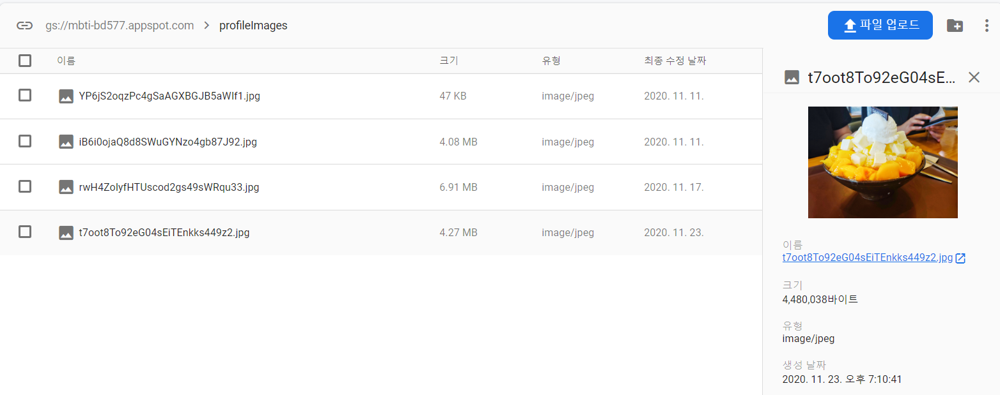 gs://mbti-bd577.appspot.com > profileImages
파일 업로드
이름 크기 유형 최종 수정 날짜
YP6jS2oqzPc4gSaAGXBGJB5aWIf1.jpg 47 KB image/jpeg 2020. 11. 11.
iB6i0ojaQ8d8SWuGYNzo4gb87J92.jpg 4.08 MB image/jpeg 2020. 11. 11.
rwH4ZoIyfHTUscod2gs49sWRqu33.jpg 6.91 MB image/jpeg 2020. 11. 17.
t7oot8To92eG04sEiTEnkks449z2.jpg 4.27 MB image/jpeg 2020. 11. 23.
t7oot8To92eG04sE...
이름
t7oot8To92eG04sEiTEnkks449z2.jpg
크기
4,480,038바이트
유형
image/jpeg
생성 날짜
2020. 11. 23. 오후 7:10:41